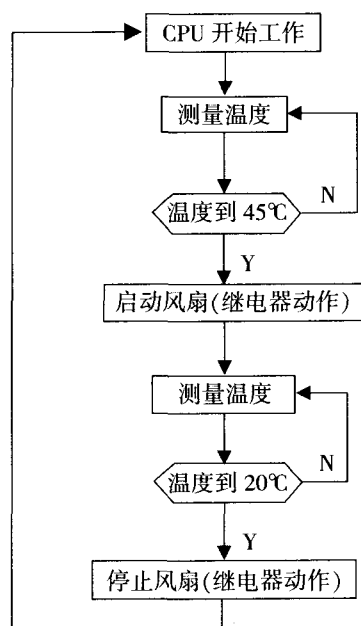 CPU 开始工作
测量温度
N
温度到 45℃
Y
启动风扇(继电器动作)
测量温度
N
温度到 20℃
Y
停止风扇(继电器动作)